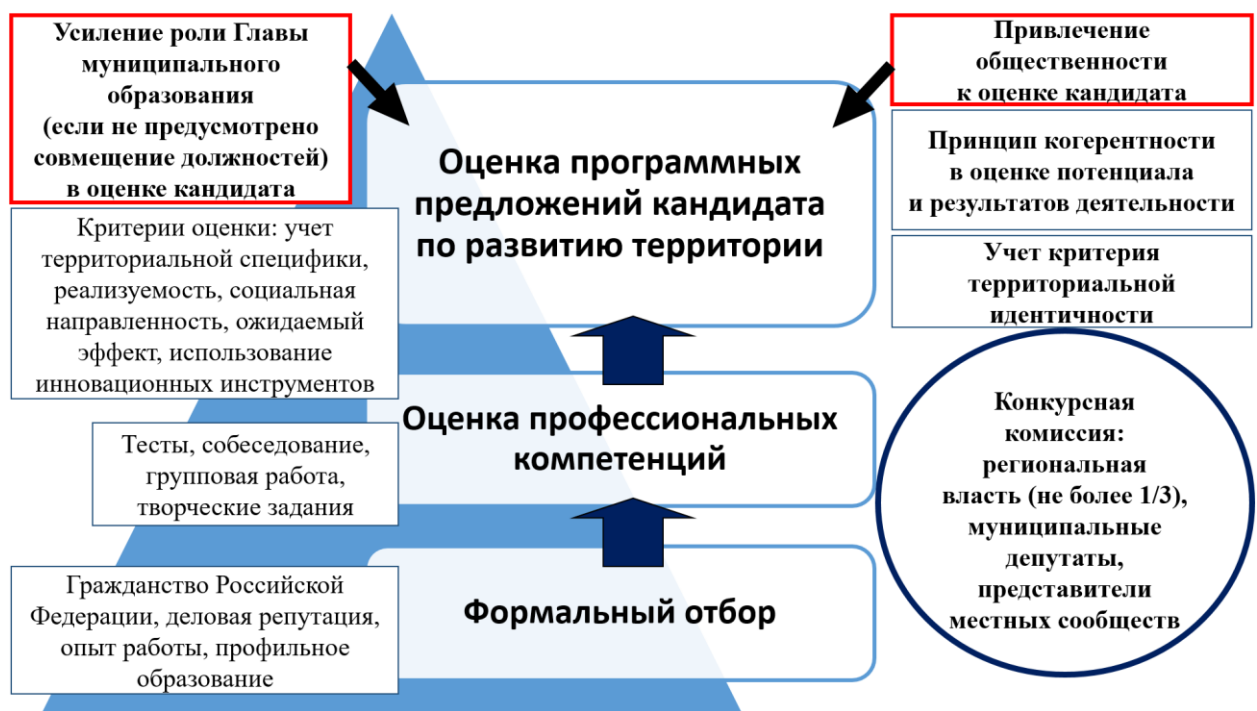 Усиление роли Главы
муниципального
образования
(если не предусмотрено
совмещение должностей)
в оценке кандидата
Привлечение
общественности
к оценке кандидата
Оценка программных
предложений кандидата
по развитию территории
Принцип когерентности
в оценке потенциала
и результатов деятельности
Критерии оценки: учет
территориальной специфики,
реализуемость, социальная
направленность, ожидаемый
эффект, использование
инновационных инструментов
Учет критерия
территориальной
идентичности
Оценка профессиональных
компетенций
Тесты, собеседование,
групповая работа,
творческие задания
Конкурсная
комиссия:
региональная
власть (не более 1/3),
муниципальные
депутаты,
представители
местных сообществ
Гражданство Российской
Федерации, деловая репутация,
опыт работы, профильное
образование
Формальный отбор